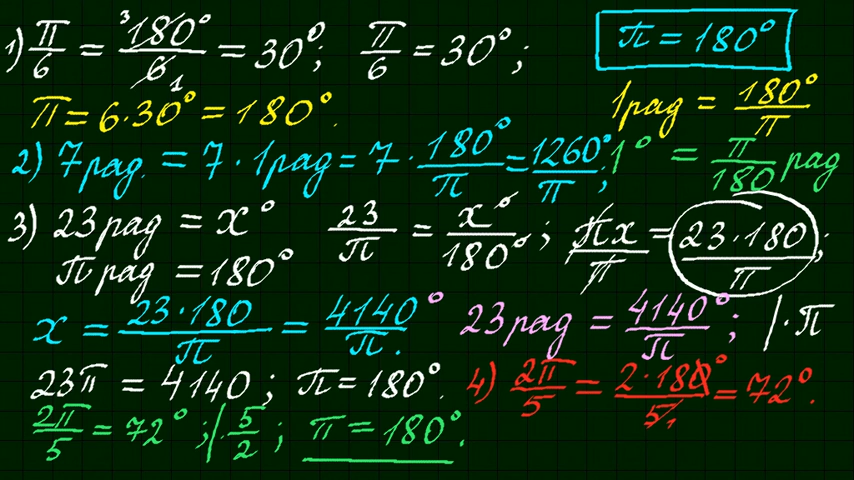 1) π/6 = 180°/6 = 30°; π/6 = 30°;
π = 180°
π = 6·30° = 180°.
1рад = 180°/π
2) 7рад. = 7·1рад = 7·180°/π = 1260°/π;
1° = π/180 рад
3) 23рад = x° 23/π = x°/180°; πx/π = 23·180/π;
π рад = 180°
x = 23·180/π = 4140°/π. 23рад = 4140°/π; |·π
23π = 4140; π = 180°. 4) 2π/5 = 2·180°/5 = 72°.
2π/5 = 72°; |·5/2; π = 180°.